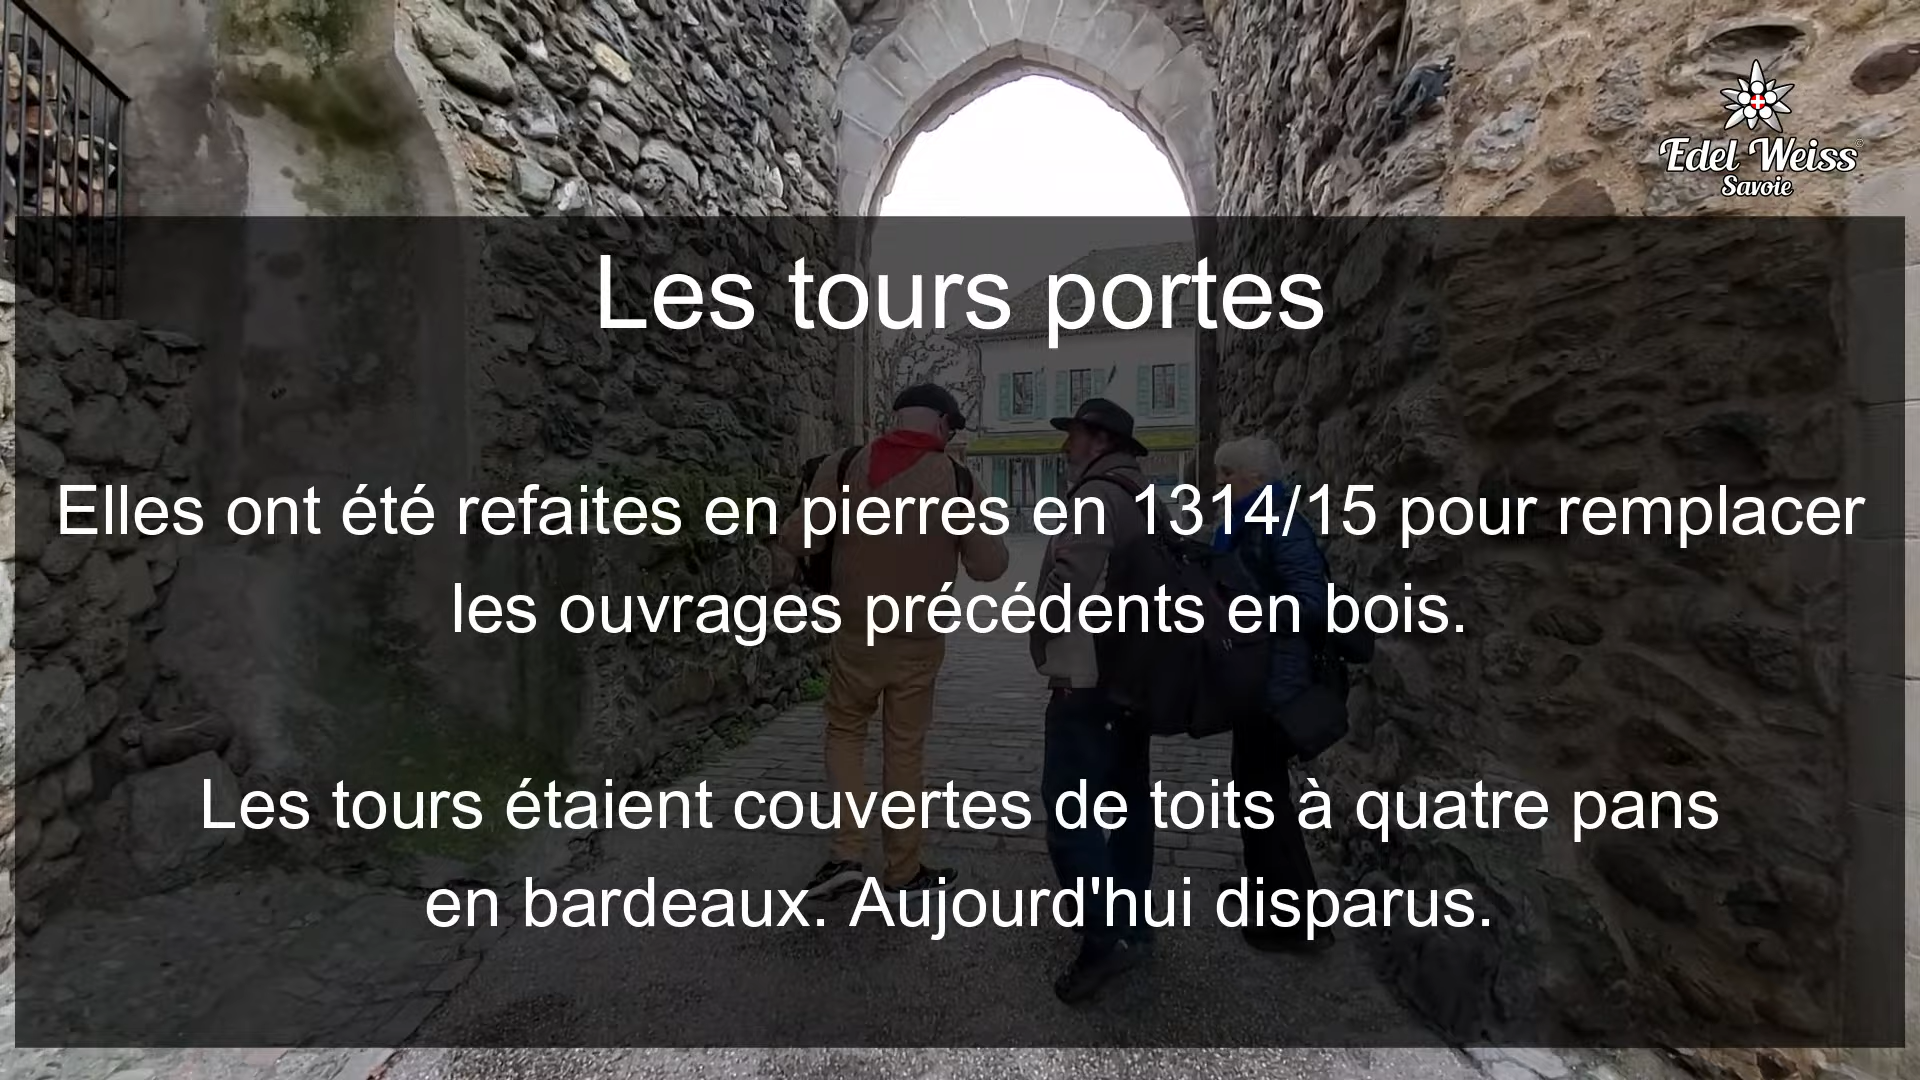 Edel Weiss
Savoie
Les tours portes
Elles ont été refaites en pierres en 1314/15 pour remplacer
les ouvrages précédents en bois.
Les tours étaient couvertes de toits à quatre pans
en bardeaux. Aujourd'hui disparus.